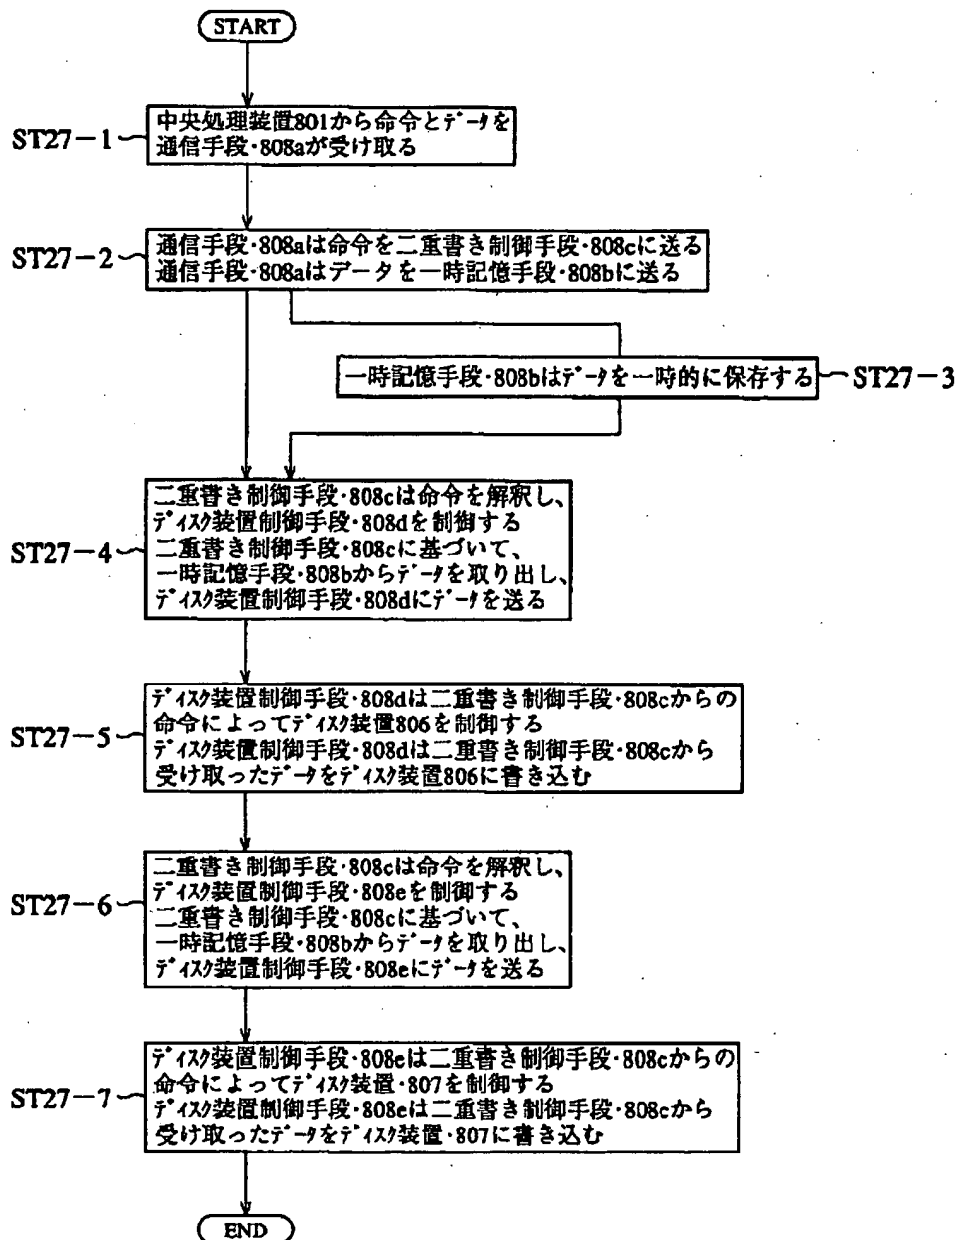 START
ST27-1
中央処理装置801から命令とデータを
通信手段・808aが受け取る
ST27-2
通信手段・808aは命令を二重書き制御手段・808cに送る
通信手段・808aはデータを一時記憶手段・808bに送る
一時記憶手段・808bはデータを一時的に保存する
ST27-3
ST27-4
二重書き制御手段・808cは命令を解釈し、
ディスク装置制御手段・808dを制御する
二重書き制御手段・808cに基づいて、
一時記憶手段・808bからデータを取り出し、
ディスク装置制御手段・808dにデータを送る
ST27-5
ディスク装置制御手段・808dは二重書き制御手段・808cからの
命令によってディスク装置806を制御する
ディスク装置制御手段・808dは二重書き制御手段・808cから
受け取ったデータをディスク装置806に書き込む
ST27-6
二重書き制御手段・808cは命令を解釈し、
ディスク装置制御手段・808eを制御する
二重書き制御手段・808cに基づいて、
一時記憶手段・808bからデータを取り出し、
ディスク装置制御手段・808eにデータを送る
ST27-7
ディスク装置制御手段・808eは二重書き制御手段・808cからの
命令によってディスク装置・807を制御する
ディスク装置制御手段・808eは二重書き制御手段・808cから
受け取ったデータをディスク装置・807に書き込む
END